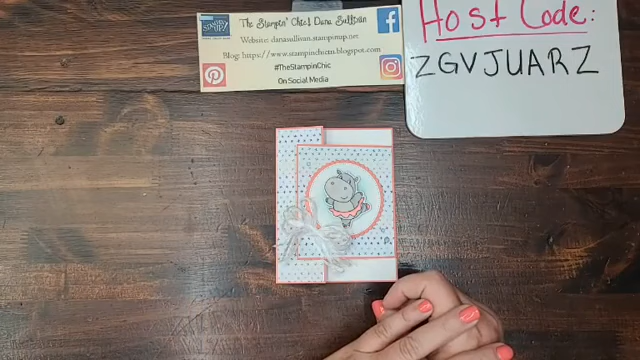 The Stampin' Chic! Dana Sullivan
Website: danasullivan.stampinup.net
Blog: https://www.stampinchicms.blogspot.com
#TheStampinChic
On Social Media
Host Code:
ZGVJUARZ